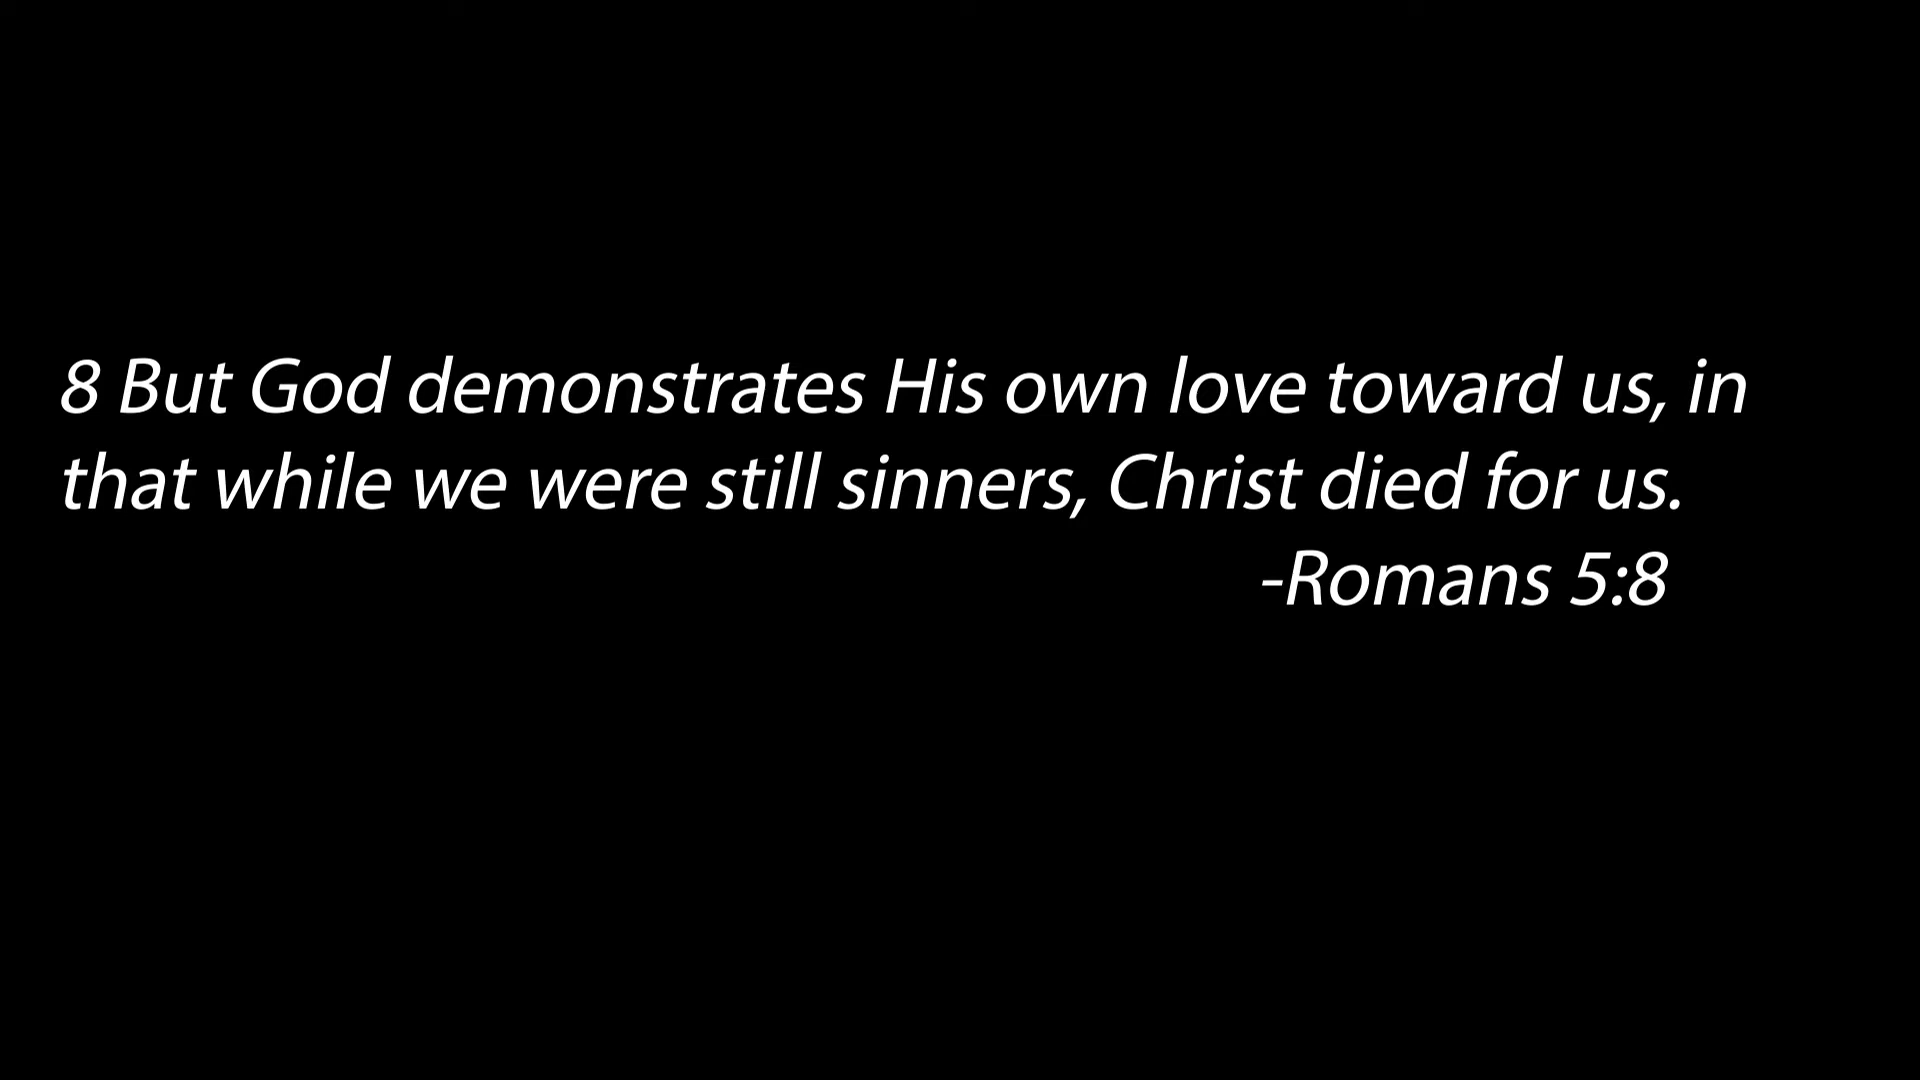 8 But God demonstrates His own love toward us, in
that while we were still sinners, Christ died for us.
-Romans 5:8